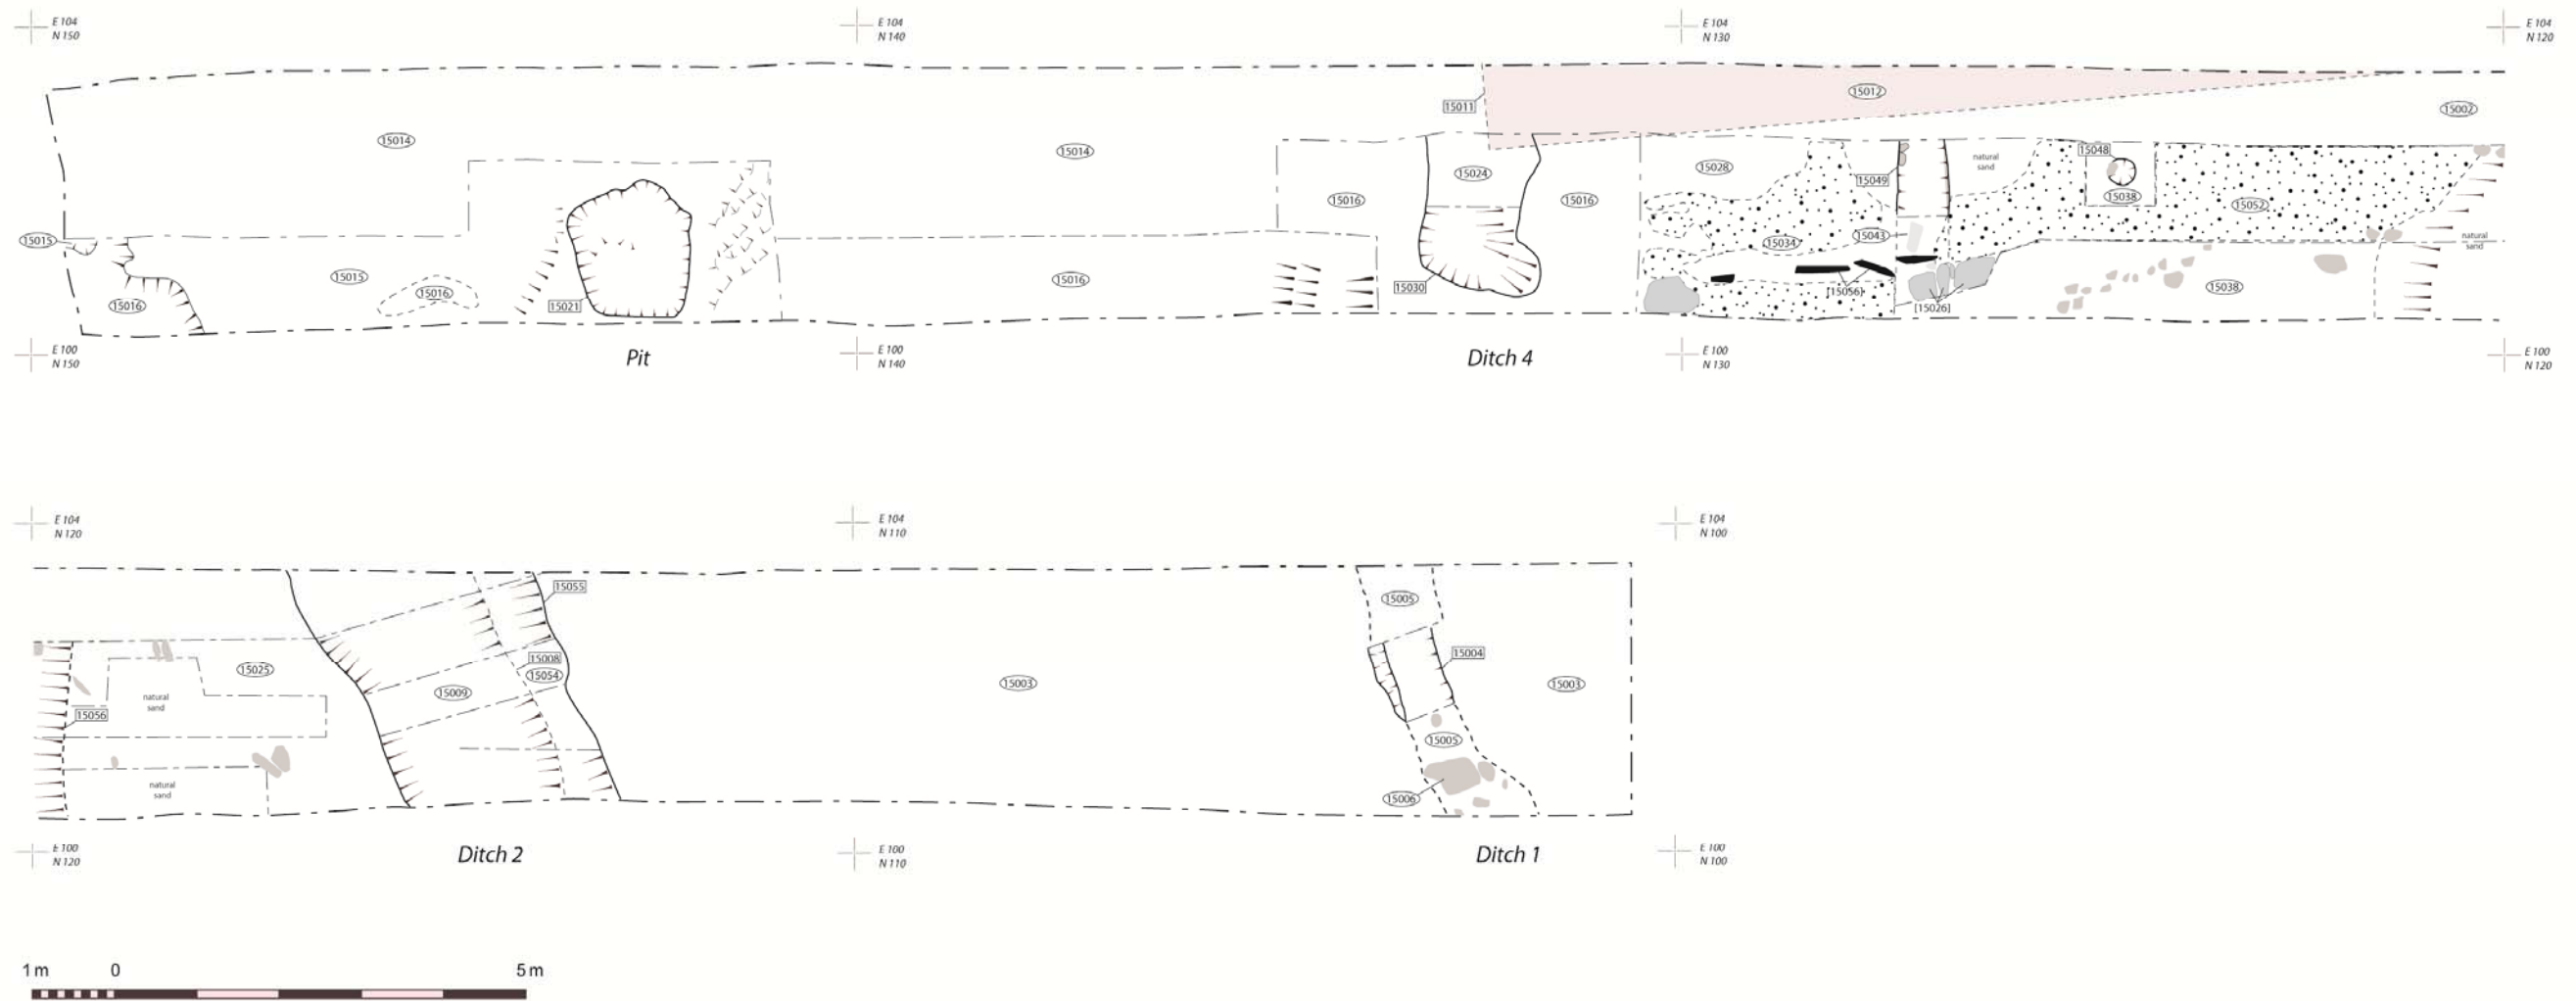 E 104
N 150
E 104
N 140
E 104
N 130
E 104
N 120
15011
15012
15002
15014
15014
15016
15024
15016
15028
15049
natural
sand
15048
15038
15052
15015
15015
15016
15016
15021
15016
15030
15034
15043
[15056]
[15026]
15038
natural
sand
E 100
N 150
Pit
E 100
N 140
Ditch 4
E 100
N 130
E 100
N 120
E 104
N 120
E 104
N 110
E 104
N 100
15055
15005
15025
15008
15054
15009
15003
15004
15003
natural
sand
15056
15005
natural
sand
15006
E 100
N 120
Ditch 2
E 100
N 110
Ditch 1
E 100
N 100
1 m 0 5 m